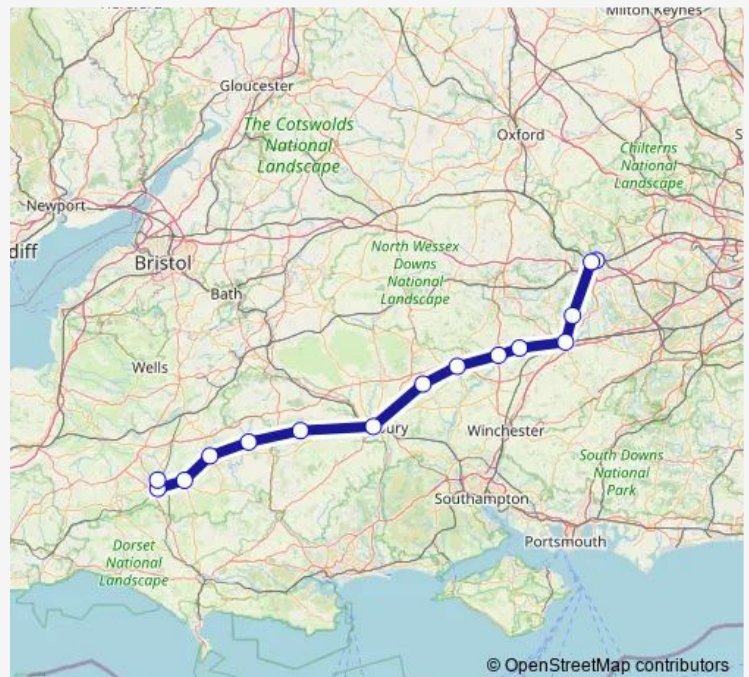 Milton Keynes
Gloucester
The Cotswolds
National
Landscape
Oxford
Chilterns
National
Landscape
Newport
diff
Bristol
North Wessex
Downs
National
Landscape
Bath
Wells
ury
Winchester
South Downs
National
Park
Southampton
Portsmouth
Dorset
National
Landscape
© OpenStreetMap contributors